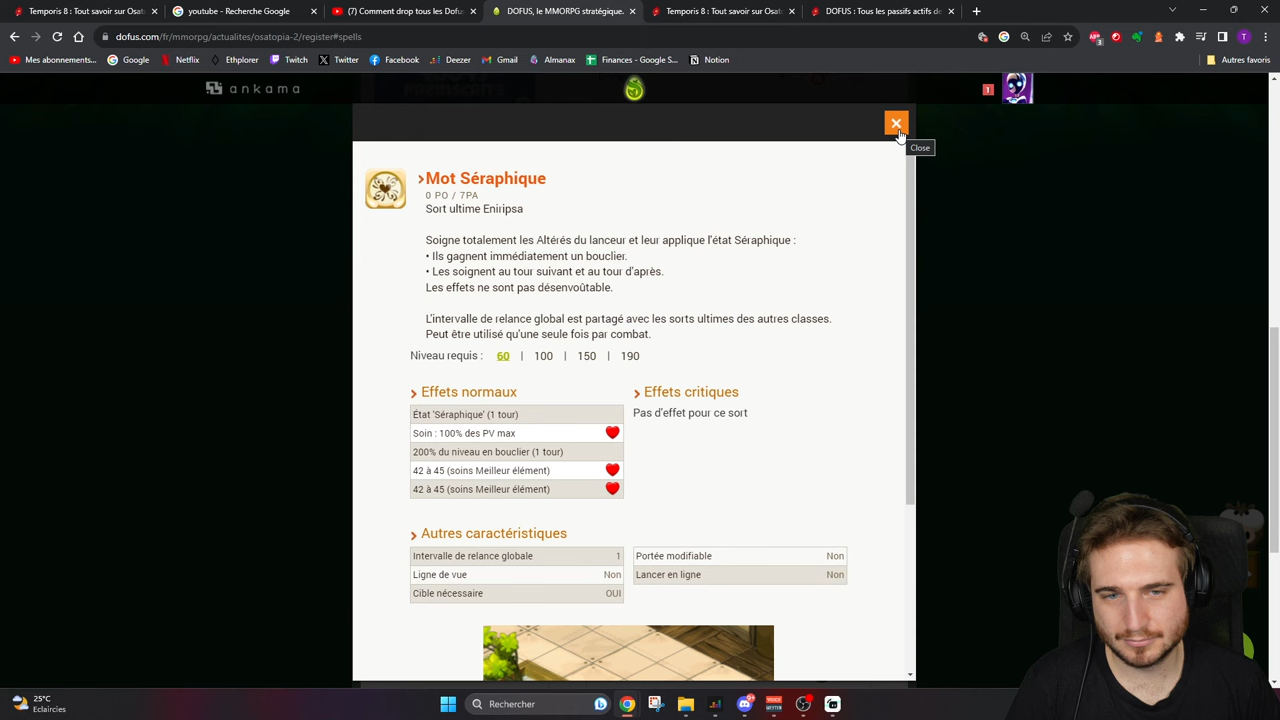 Temporis 8 : Tout savoir sur Osat
youtube - Recherche Google
(7) Comment drop tous les Dofus
DOFUS, le MMORPG stratégique.
Temporis 8 : Tout savoir sur Osat
DOFUS : Tous les passifs actifs de
dofus.com/fr/mmorpg/actualites/osatopia-2/register#spells
3
T
Mes abonnements...
Google
Netflix
Ethplorer
Twitch
Twitter
Facebook
Deezer
Gmail
Almanax
Finances - Google S...
Notion
Autres favoris
ankama
1
Close
Mot Séraphique
0 PO / 7PA
Sort ultime Eniripsa
Soigne totalement les Altérés du lanceur et leur applique l'état Séraphique :
• Ils gagnent immédiatement un bouclier.
• Les soignent au tour suivant et au tour d'après.
Les effets ne sont pas désenvoûtable.
L'intervalle de relance global est partagé avec les sorts ultimes des autres classes.
Peut être utilisé qu'une seule fois par combat.
Niveau requis : 60 | 100 | 150 | 190
Effets normaux
État 'Séraphique' (1 tour)
Soin : 100% des PV max
200% du niveau en bouclier (1 tour)
42 à 45 (soins Meilleur élément)
42 à 45 (soins Meilleur élément)
Effets critiques
Pas d'effet pour ce sort
Autres caractéristiques
Intervalle de relance globale 1
Ligne de vue Non
Cible nécessaire OUI
Portée modifiable Non
Lancer en ligne Non
25°C
Eclaircies
Rechercher